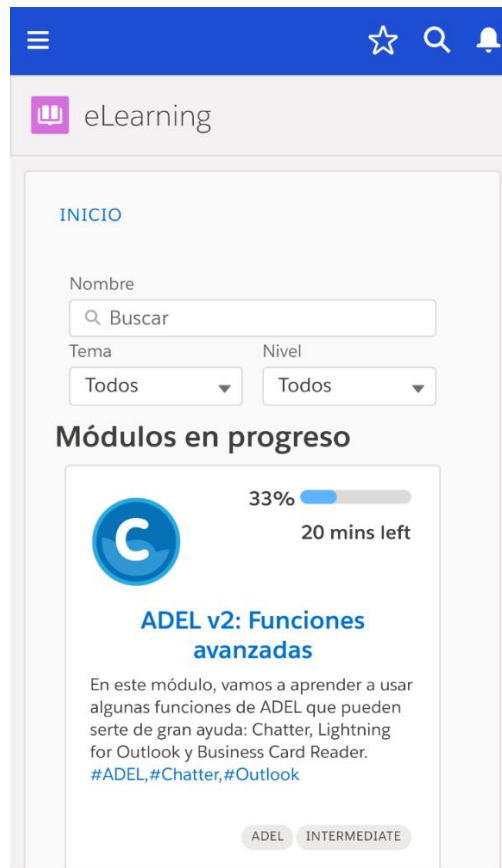 eLearning
INICIO
Nombre
Buscar
Tema Nivel
Todos Todos
Módulos en progreso
33%
20 mins left
C
ADEL v2: Funciones
avanzadas
En este módulo, vamos a aprender a usar
algunas funciones de ADEL que pueden
serte de gran ayuda: Chatter, Lightning
for Outlook y Business Card Reader.
#ADEL,#Chatter,#Outlook
ADEL INTERMEDIATE